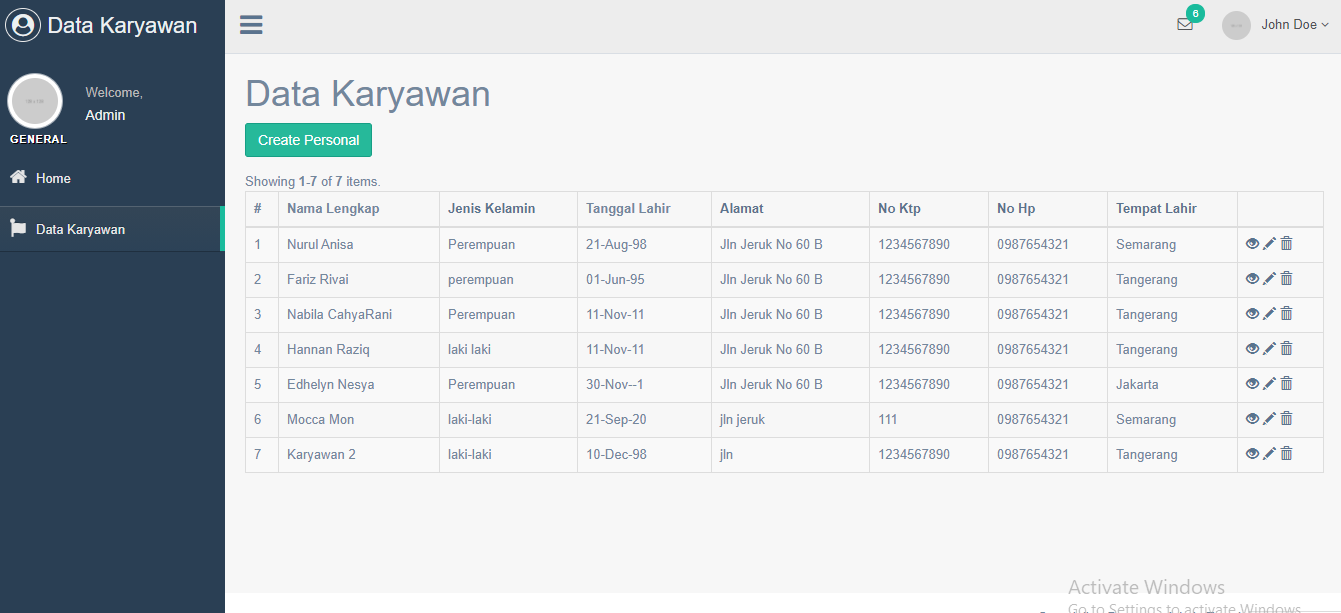 Data Karyawan
6
John Doe
Welcome,
Admin
GENERAL
Home
Data Karyawan
Data Karyawan
Create Personal
Showing 1-7 of 7 items.
# Nama Lengkap Jenis Kelamin Tanggal Lahir Alamat No Ktp No Hp Tempat Lahir
1 Nurul Anisa Perempuan 21-Aug-98 Jln Jeruk No 60 B 1234567890 0987654321 Semarang
2 Fariz Rivai perempuan 01-Jun-95 Jln Jeruk No 60 B 1234567890 0987654321 Tangerang
3 Nabila CahyaRani Perempuan 11-Nov-11 Jln Jeruk No 60 B 1234567890 0987654321 Tangerang
4 Hannan Raziq laki laki 11-Nov-11 Jln Jeruk No 60 B 1234567890 0987654321 Tangerang
5 Edhelyn Nesya Perempuan 30-Nov--1 Jln Jeruk No 60 B 1234567890 0987654321 Jakarta
6 Mocca Mon laki-laki 21-Sep-20 jln jeruk 111 0987654321 Semarang
7 Karyawan 2 laki-laki 10-Dec-98 jln 1234567890 0987654321 Tangerang
Activate Windows
Go to Settings to activate Windows.